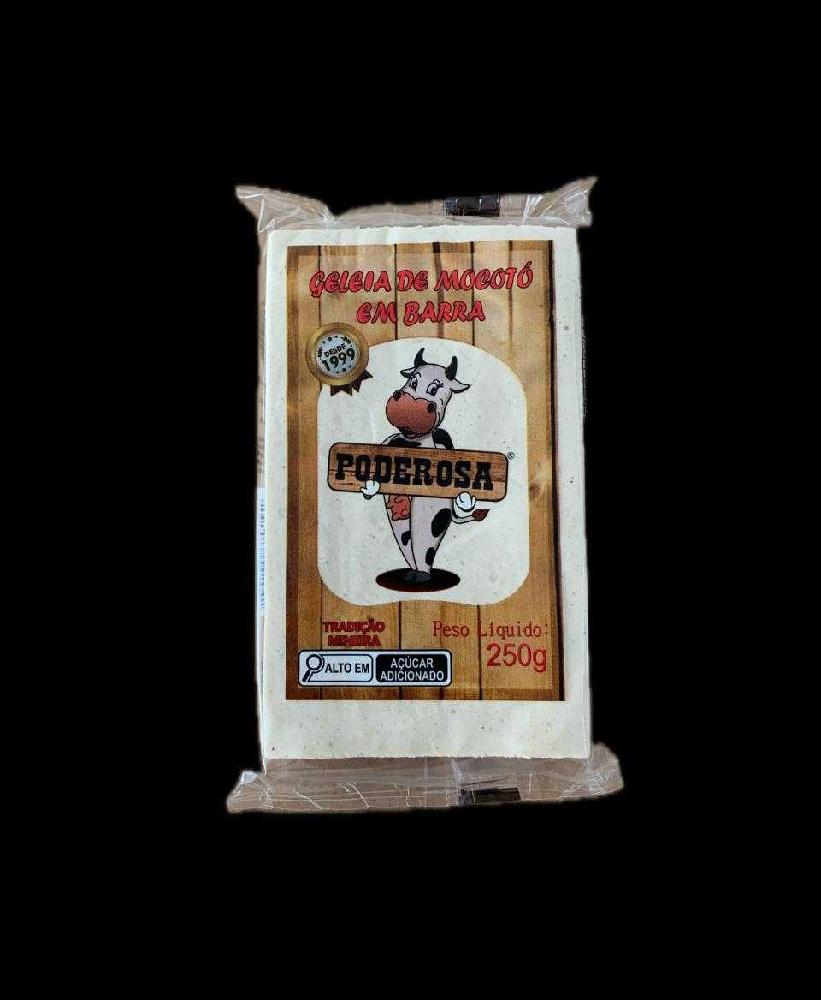 GELEIA DE MOCOTÓ
EM BARRA
DESDE
1999
PODEROSA®
TRADIÇÃO
MINEIRA
Peso Líquido:
250g
ALTO EM
AÇÚCAR
ADICIONADO